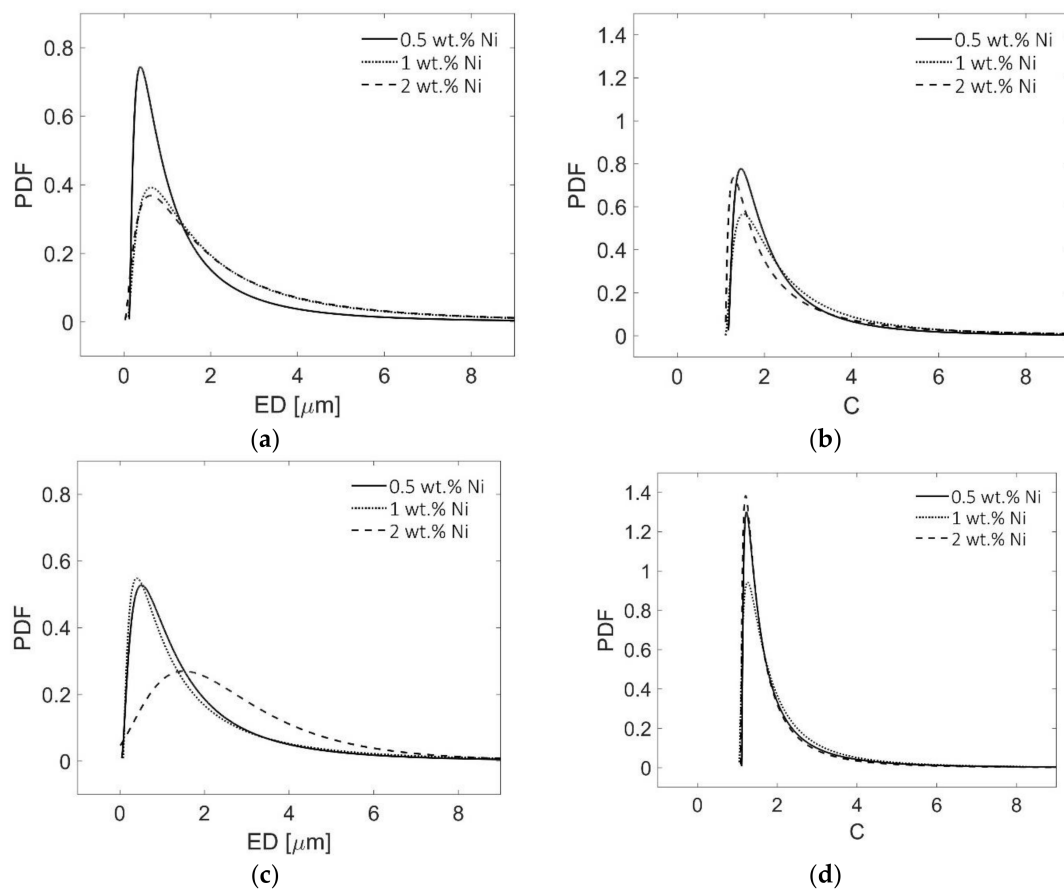 0.8
0.6
0.4
0.2
0
PDF
0 2 4 6 8
ED [μm]
0.5 wt.% Ni
1 wt.% Ni
2 wt.% Ni
(a)
1.4
1.2
1
0.8
0.6
0.4
0.2
0
PDF
0 2 4 6 8
C
0.5 wt.% Ni
1 wt.% Ni
2 wt.% Ni
(b)
0.8
0.6
0.4
0.2
0
PDF
0 2 4 6 8
ED [μm]
0.5 wt.% Ni
1 wt.% Ni
2 wt.% Ni
(c)
1.4
1.2
1
0.8
0.6
0.4
0.2
0
PDF
0 2 4 6 8
C
0.5 wt.% Ni
1 wt.% Ni
2 wt.% Ni
(d)